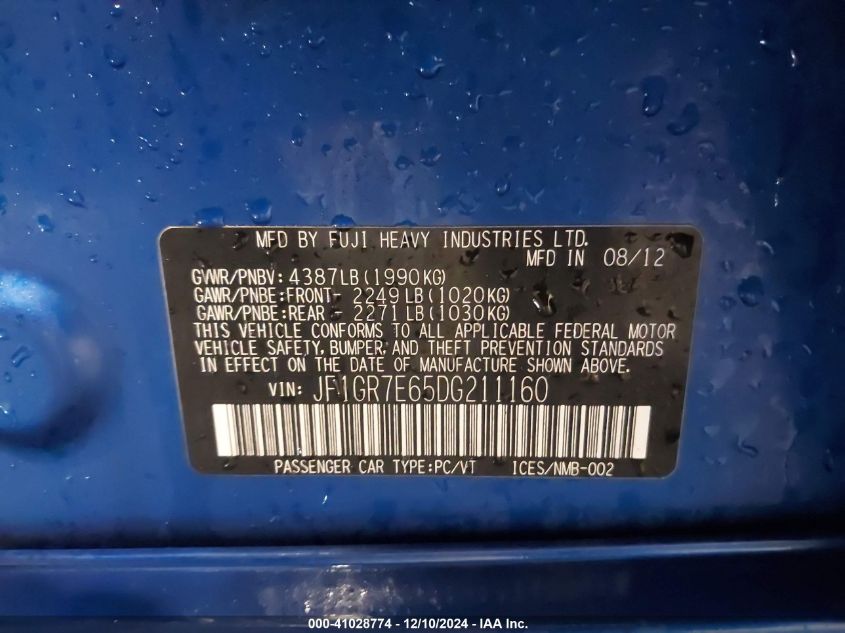 MFD BY FUJI HEAVY INDUSTRIES LTD.
MFD IN 08/12
GVWR/PNBV: 4387LB(1990KG)
GAWR/PNBE:FRONT- 2249LB(1020KG)
GAWR/PNBE:REAR - 2271LB(1030KG)
THIS VEHICLE CONFORMS TO ALL APPLICABLE FEDERAL MOTOR
VEHICLE SAFETY, BUMPER, AND THEFT PREVENTION STANDARDS
IN EFFECT ON THE DATE OF MANUFACTURE SHOWN ABOVE.
VIN: JF1GR7E65DG211160
PASSENGER CAR TYPE:PC/VT ICES/NMB-002
000-41028774 - 12/10/2024 - IAA Inc.